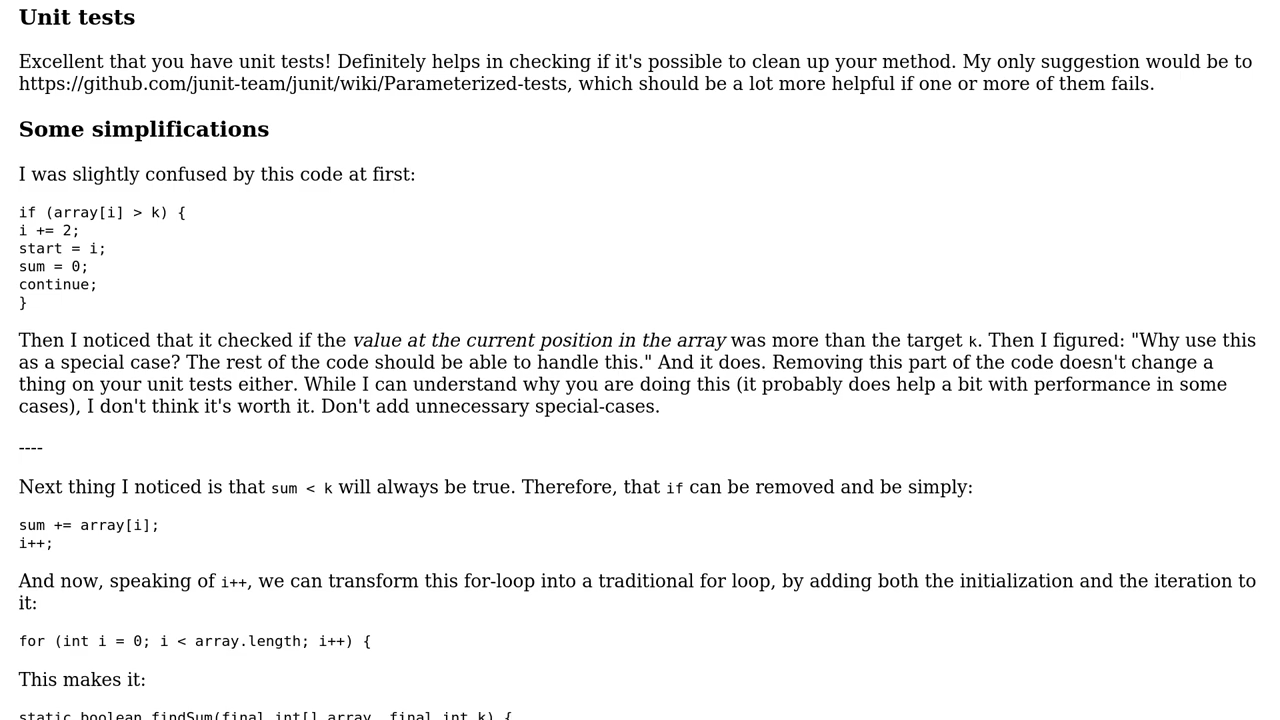 Unit tests
Excellent that you have unit tests! Definitely helps in checking if it's possible to clean up your method. My only suggestion would be to
https://github.com/junit-team/junit/wiki/Parameterized-tests, which should be a lot more helpful if one or more of them fails.
Some simplifications
I was slightly confused by this code at first:
if (array[i] > k) {
i += 2;
start = i;
sum = 0;
continue;
}
Then I noticed that it checked if the value at the current position in the array was more than the target k. Then I figured: "Why use this
as a special case? The rest of the code should be able to handle this." And it does. Removing this part of the code doesn't change a
thing on your unit tests either. While I can understand why you are doing this (it probably does help a bit with performance in some
cases), I don't think it's worth it. Don't add unnecessary special-cases.
----
Next thing I noticed is that sum < k will always be true. Therefore, that if can be removed and be simply:
sum += array[i];
i++;
And now, speaking of i++, we can transform this for-loop into a traditional for loop, by adding both the initialization and the iteration to
it:
for (int i = 0; i < array.length; i++) {
This makes it:
static boolean findSum(final int[] array, final int k) {